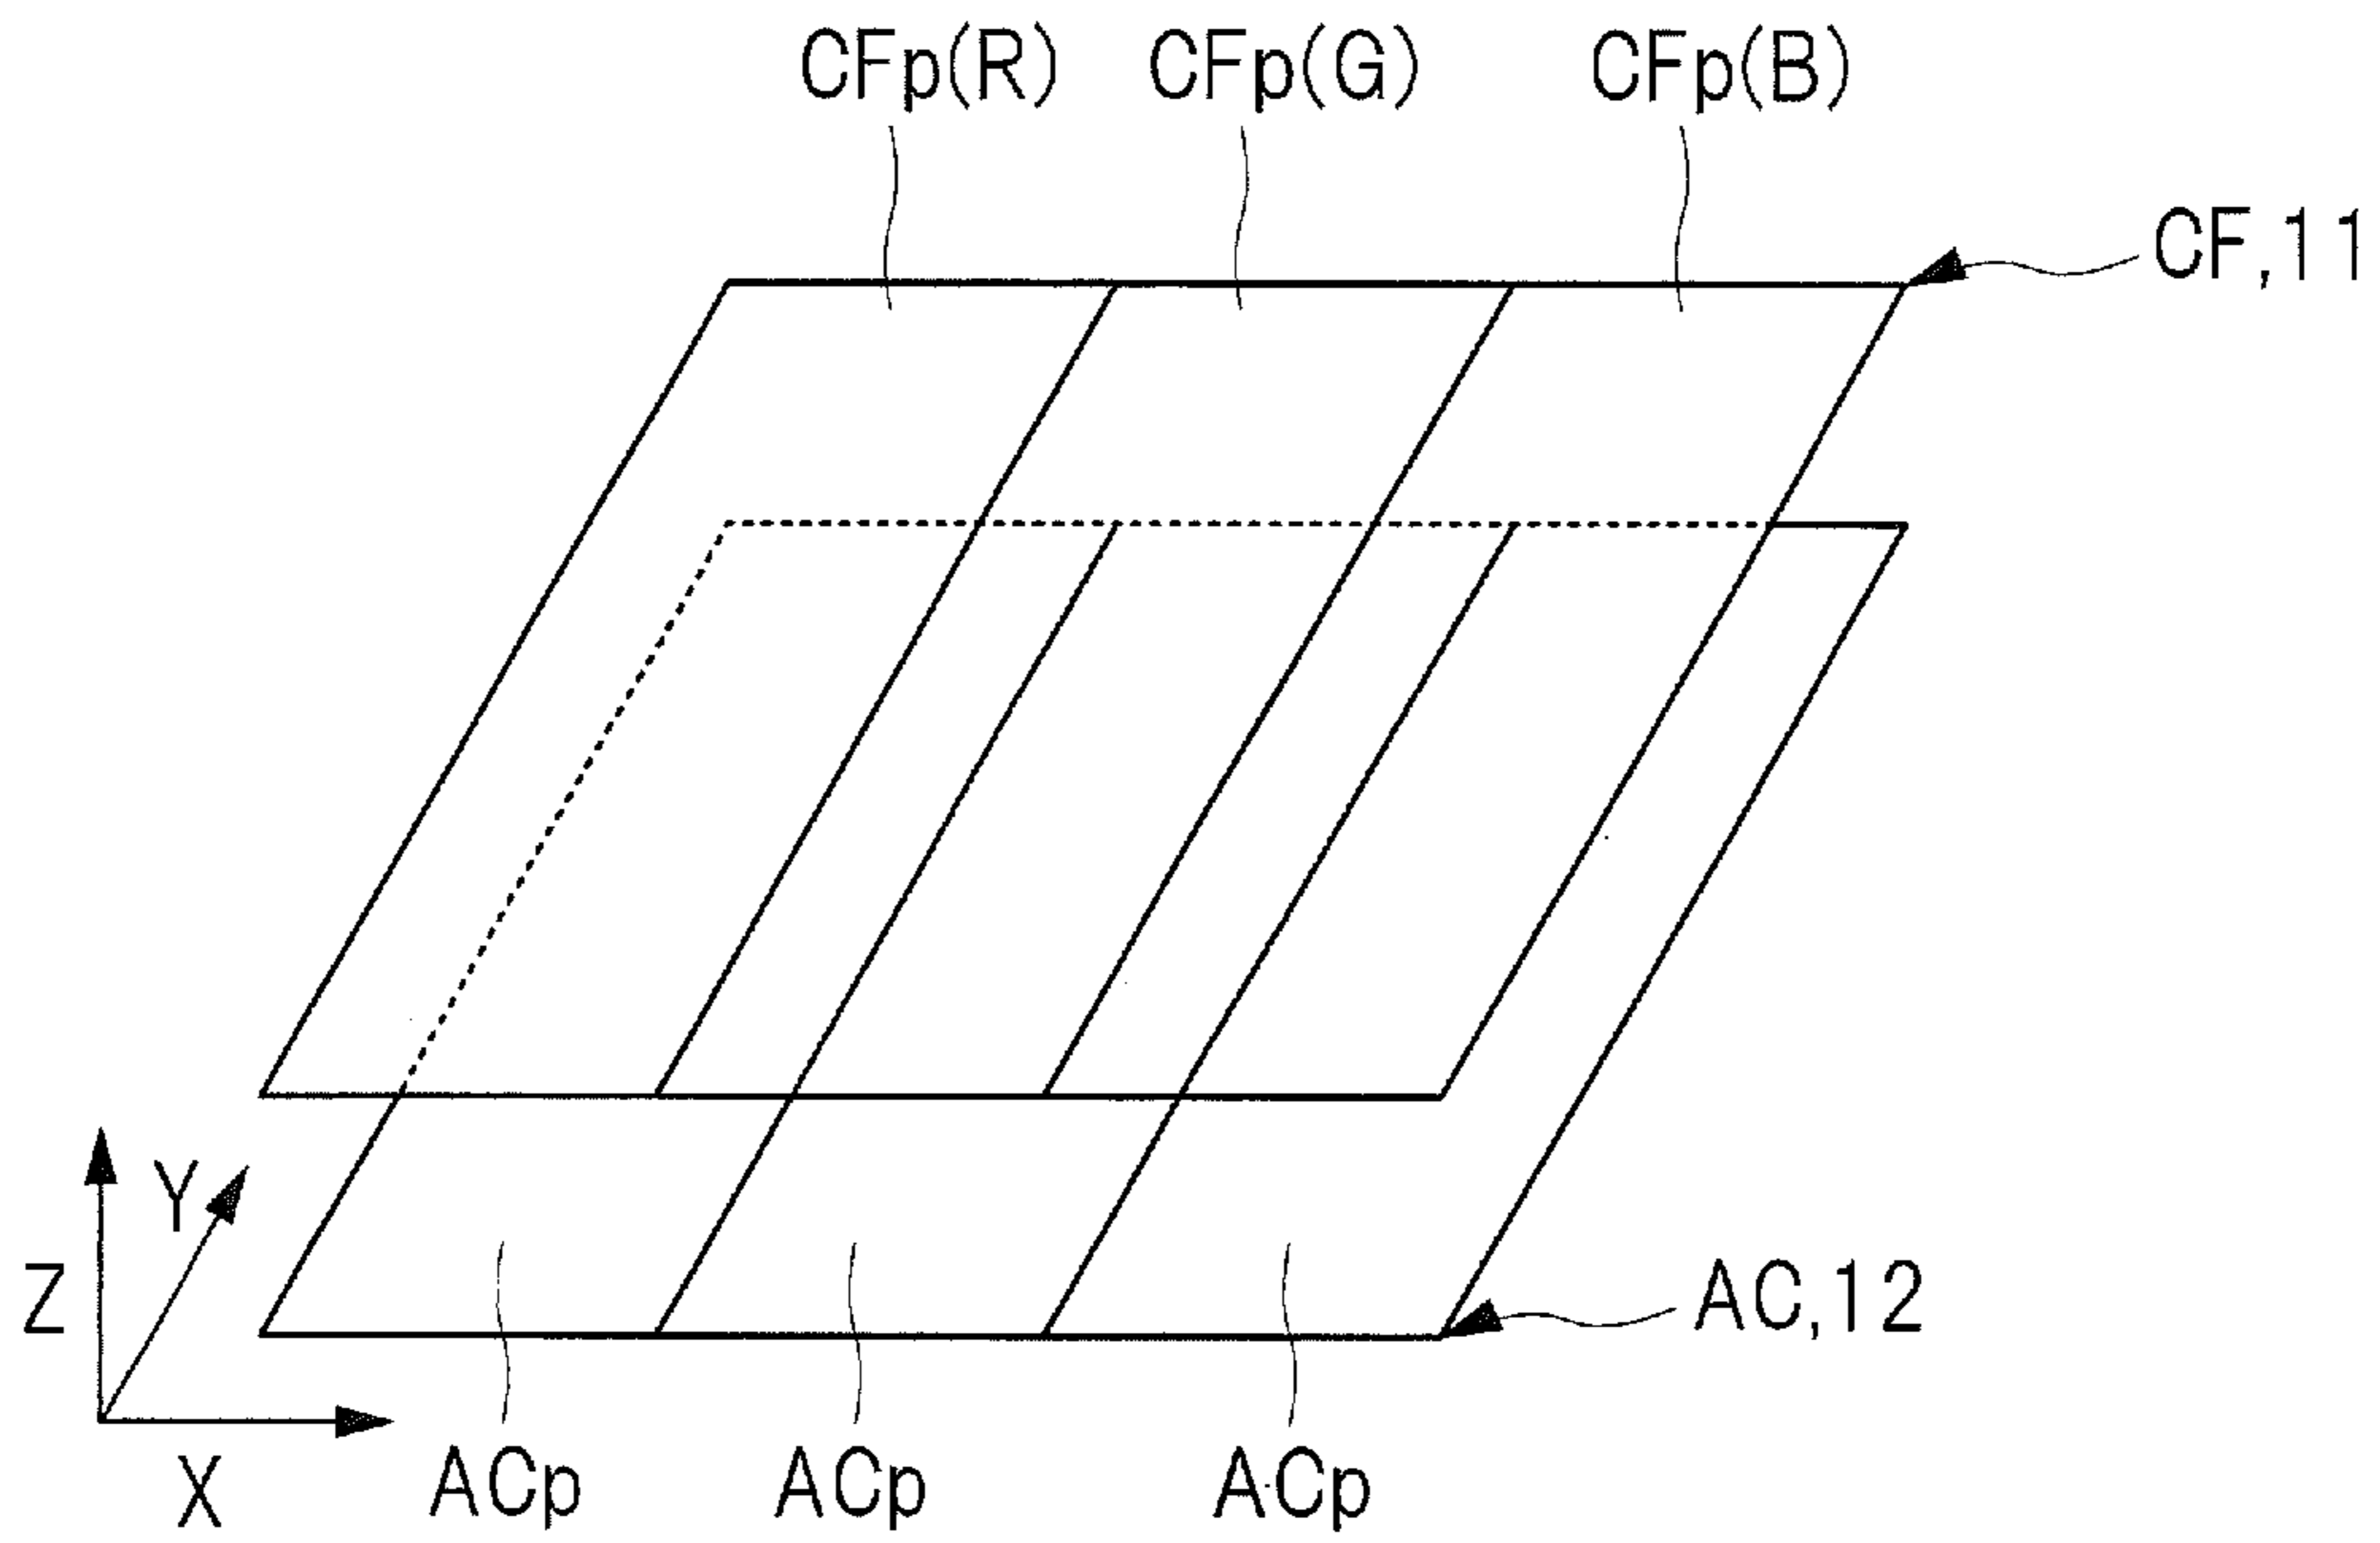 CFp(R) CFp(G) CFp(B)
CF,11
Y
Z
AC,12
X
ACp ACp ACp